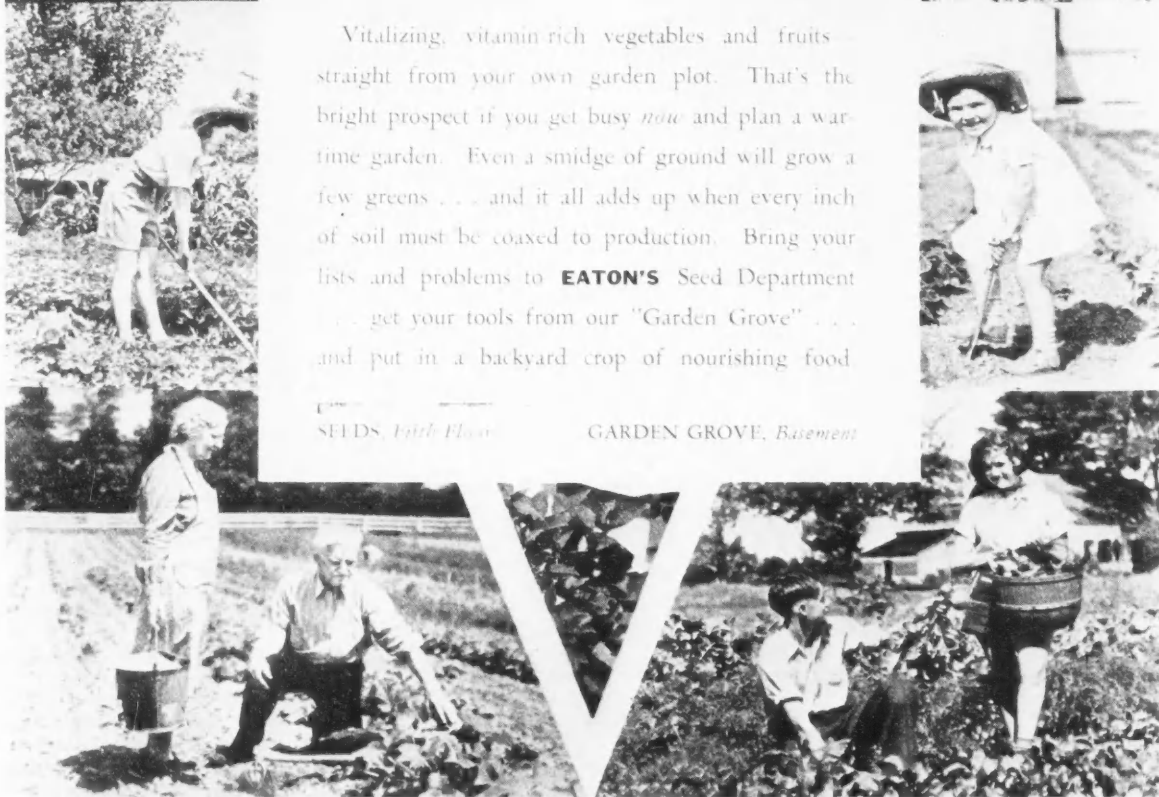 Vitalizing, vitamin-rich vegetables and fruits
straight from your own garden plot. That's the
bright prospect if you get busy now and plan a war-
time garden. Even a smidge of ground will grow a
few greens . . . and it all adds up when every inch
of soil must be coaxed to production. Bring your
lists and problems to EATON'S Seed Department
. . . get your tools from our "Garden Grove" . . .
and put in a backyard crop of nourishing food
SEEDS, Fifth Floor GARDEN GROVE, Basement